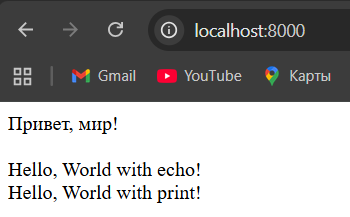 localhost:8000
Gmail YouTube Карты
Привет, мир!
Hello, World with echo!
Hello, World with print!